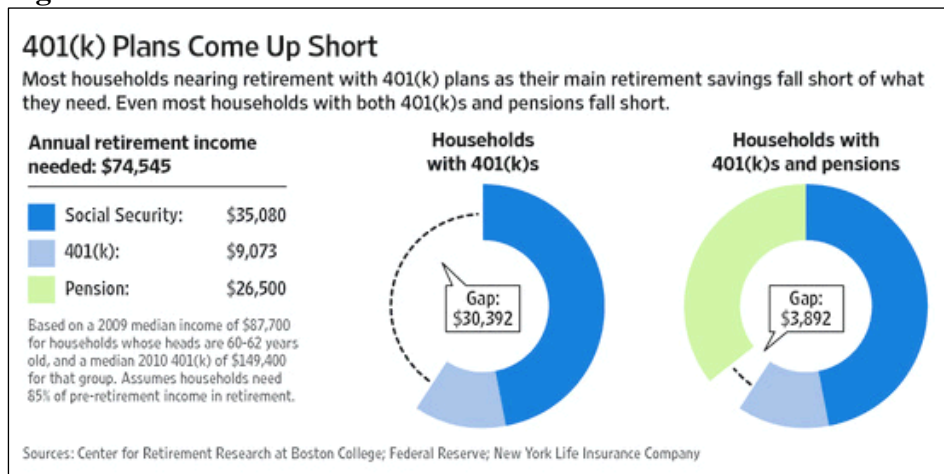 401(k) Plans Come Up Short
Most households nearing retirement with 401(k) plans as their main retirement savings fall short of what
they need. Even most households with both 401(k)s and pensions fall short.
Annual retirement income
needed: $74,545
Social Security: $35,080
401(k): $9,073
Pension: $26,500
Based on a 2009 median income of $87,700
for households whose heads are 60-62 years
old, and a median 2010 401(k) of $149,400
for that group. Assumes households need
85% of pre-retirement income in retirement.
Households
with 401(k)s
Gap:
$30,392
Households with
401(k)s and pensions
Gap:
$3,892
Sources: Center for Retirement Research at Boston College; Federal Reserve; New York Life Insurance Company